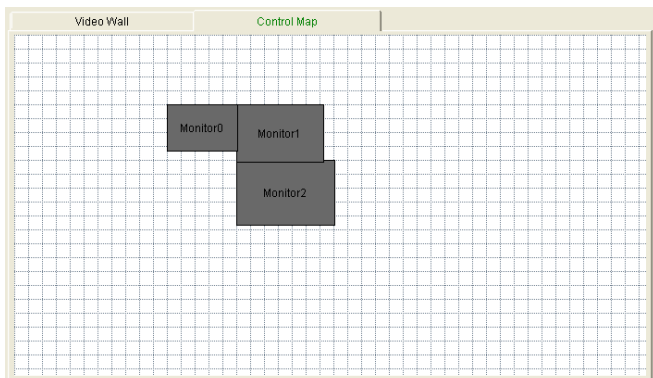 Video Wall
Control Map
Monitor0
Monitor1
Monitor2